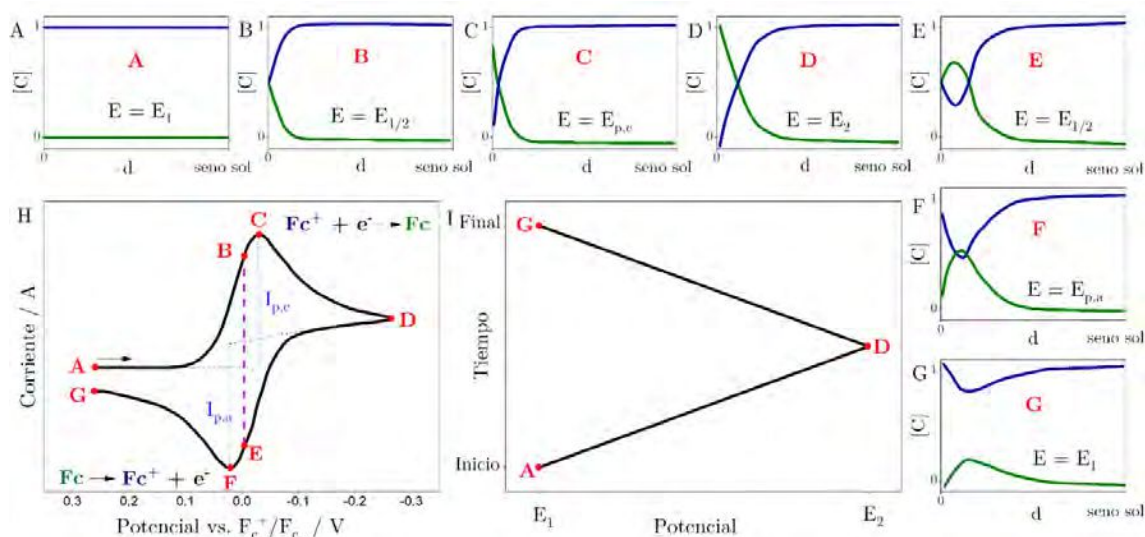 A
1
[C]
0
A
E = E1
0
d
seno sol
B
1
0
B
E = E1/2
0
d
seno sol
C
1
0
C
E = Ep,c
0
d
seno sol
D
1
0
D
E = E2
0
d
seno sol
E
1
[C]
0
E
E = E1/2
0
d
seno sol
H
Corriente / A
A
G
B
C
D
E
F
Ip,c
Ip,a
Fc+ + e- → Fc
Fc → Fc+ + e-
0.3 0.2 0.1 0.0 -0.1 -0.2 -0.3
Potencial vs. Fc+/Fc / V
I
Final
Tiempo
Inicio
G
D
A
E1
Potencial
E2
F
1
[C]
0
F
E = Ep,a
0
d
seno sol
G
1
[C]
0
G
E = E1
0
d
seno sol